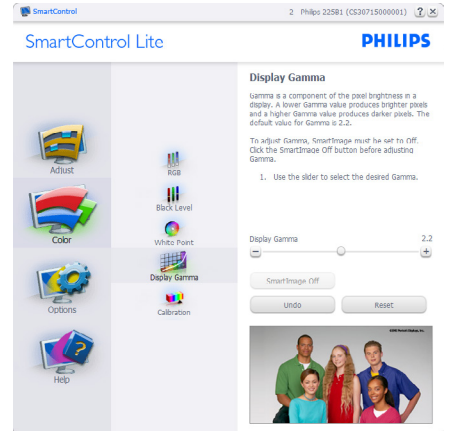 SmartControl
2 Philips 225B1 (CS30715000001)
SmartControl Lite
PHILIPS
Adjust
Color
Options
Help
RGB
Black Level
White Point
Display Gamma
Calibration
Display Gamma
Gamma is a component of the pixel brightness in a
display. A lower Gamma value produces brighter pixels
and a higher Gamma value produces darker pixels. The
default value for Gamma is 2.2.
To adjust Gamma, SmartImage must be set to Off.
Click the SmartImage Off button before adjusting
Gamma.
1. Use the slider to select the desired Gamma.
Display Gamma 2.2
SmartImage Off
Undo Reset